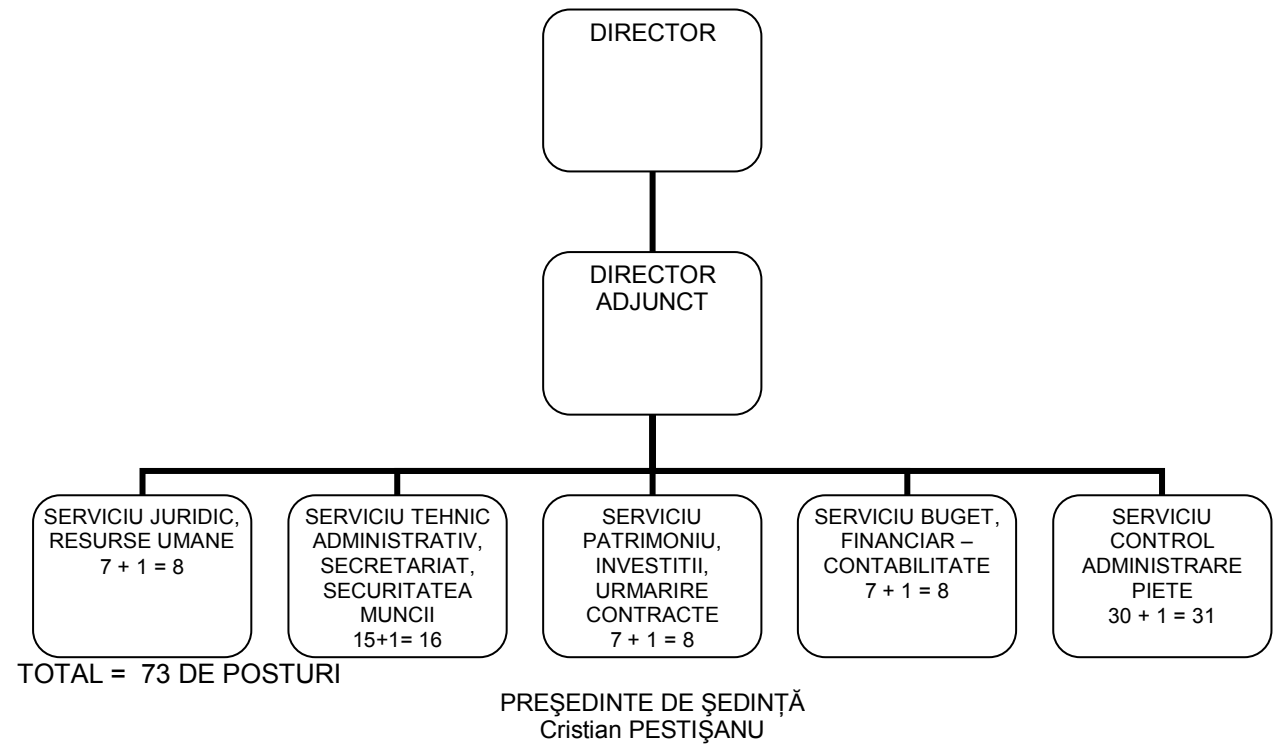 DIRECTOR
DIRECTOR
ADJUNCT
SERVICIU JURIDIC,
RESURSE UMANE
7 + 1 = 8
SERVICIU TEHNIC
ADMINISTRATIV,
SECRETARIAT,
SECURITATEA
MUNCII
15+1= 16
SERVICIU
PATRIMONIU,
INVESTITII,
URMARIRE
CONTRACTE
7 + 1 = 8
SERVICIU BUGET,
FINANCIAR –
CONTABILITATE
7 + 1 = 8
SERVICIU
CONTROL
ADMINISTRARE
PIETE
30 + 1 = 31
TOTAL = 73 DE POSTURI
PREŞEDINTE DE ŞEDINȚĂ
Cristian PESTIŞANU